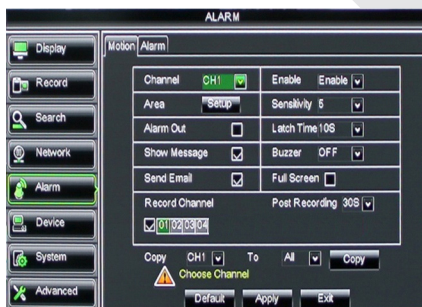 ALARM
Display
Record
Search
Network
Alarm
Device
System
Advanced
Motion Alarm
Channel CH1 Enable Enable
Area Setup Sensitivity 5
Alarm Out Latch Time 10S
Show Message Buzzer OFF
Send Email Full Screen
Record Channel Post Recording 30S
01 02 03 04
Copy CH1 To All Copy
Choose Channel
Default Apply Exit